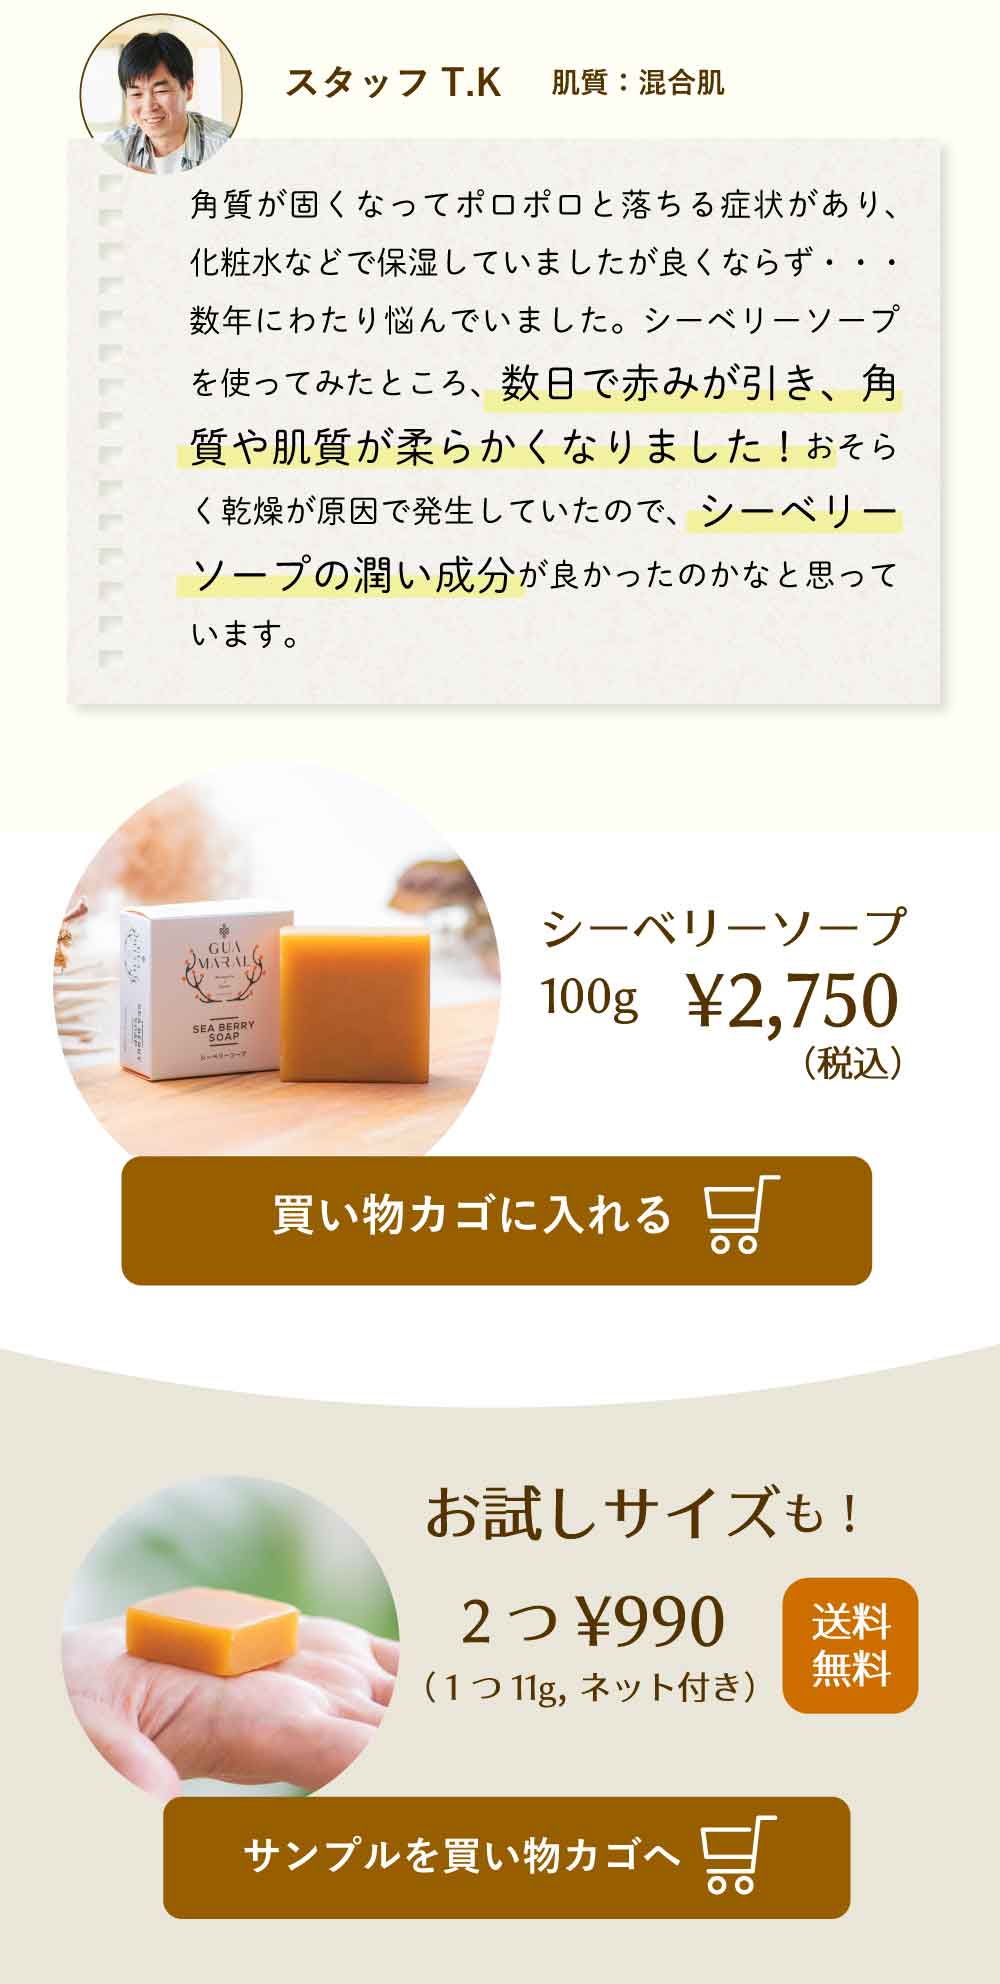 スタッフ T.K　肌質：混合肌
角質が固くなってポロポロと落ちる症状があり、
化粧水などで保湿していましたが良くならず・・・
数年にわたり悩んでいました。シーベリーソープ
を使ってみたところ、数日で赤みが引き、角
質や肌質が柔らかくなりました！おそら
く乾燥が原因で発生していたので、シーベリー
ソープの潤い成分が良かったのかなと思って
います。
GUA
MARAL
SEA BERRY
SOAP
シーベリーソープ
シーベリーソープ
100g ¥2,750
（税込）
買い物カゴに入れる
お試しサイズも！
2つ ¥990
（1つ 11g, ネット付き）
送料
無料
サンプルを買い物カゴへ